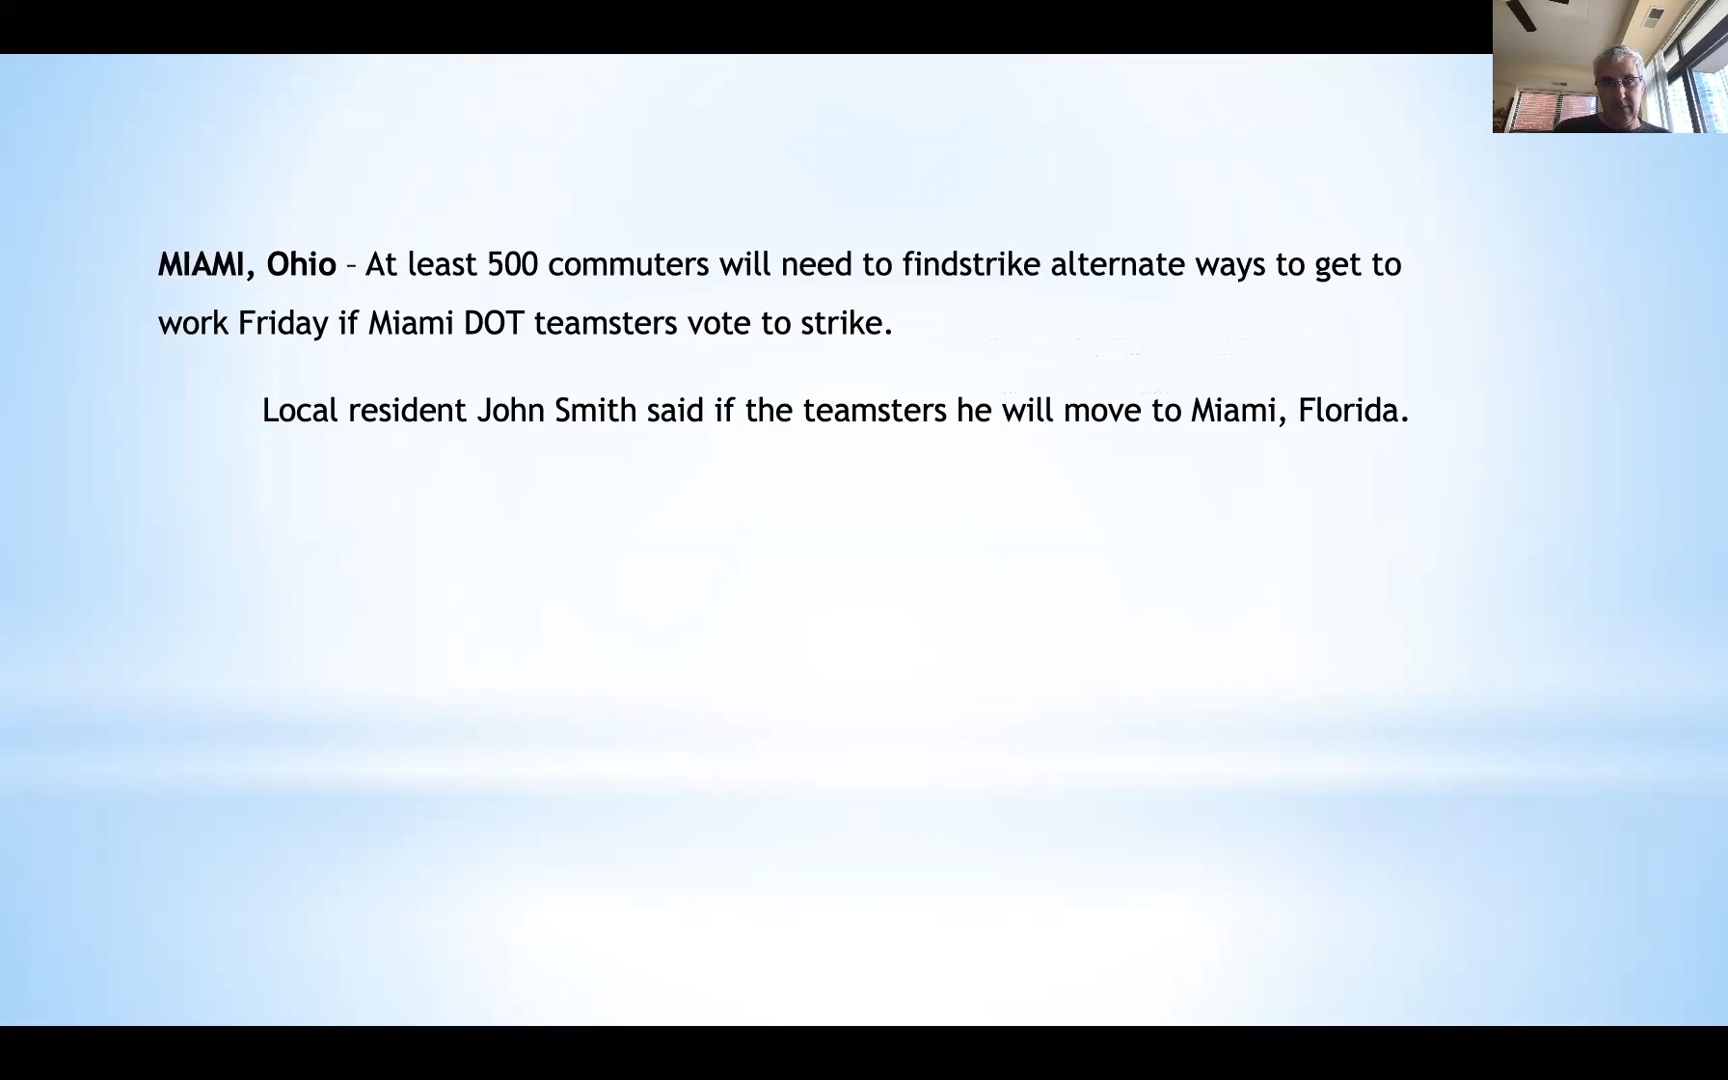 MIAMI, Ohio – At least 500 commuters will need to findstrike alternate ways to get to
work Friday if Miami DOT teamsters vote to strike.
Local resident John Smith said if the teamsters he will move to Miami, Florida.